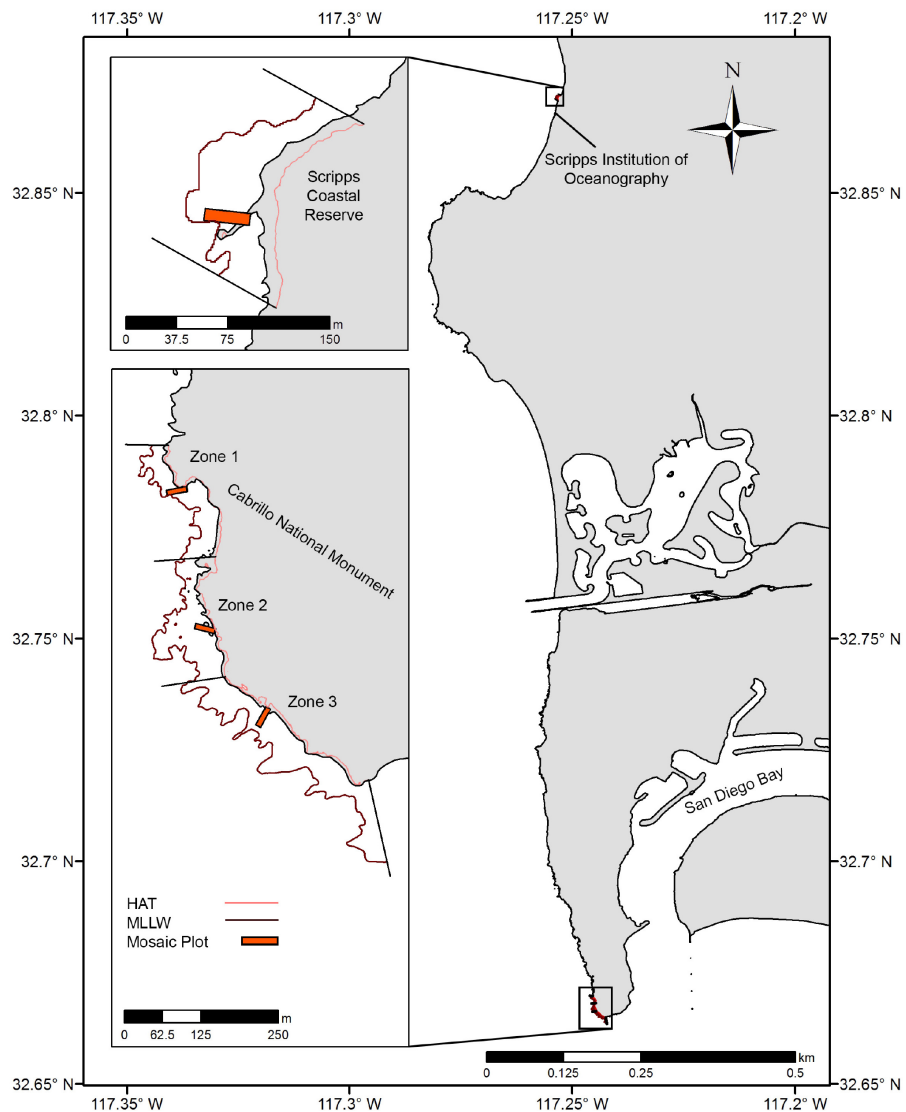 117.35° W 117.3° W 117.25° W 117.2° W
N
Scripps Institution of
Oceanography
Scripps
Coastal
Reserve
m
0 37.5 75 150
32.85° N 32.85° N
32.8° N 32.8° N
Zone 1
Cabrillo National Monument
Zone 2
Zone 3
32.75° N 32.75° N
San Diego Bay
32.7° N 32.7° N
HAT
MLLW
Mosaic Plot
m
0 62.5 125 250
km
0 0.125 0.25 0.5
32.65° N 32.65° N
117.35° W 117.3° W 117.25° W 117.2° W